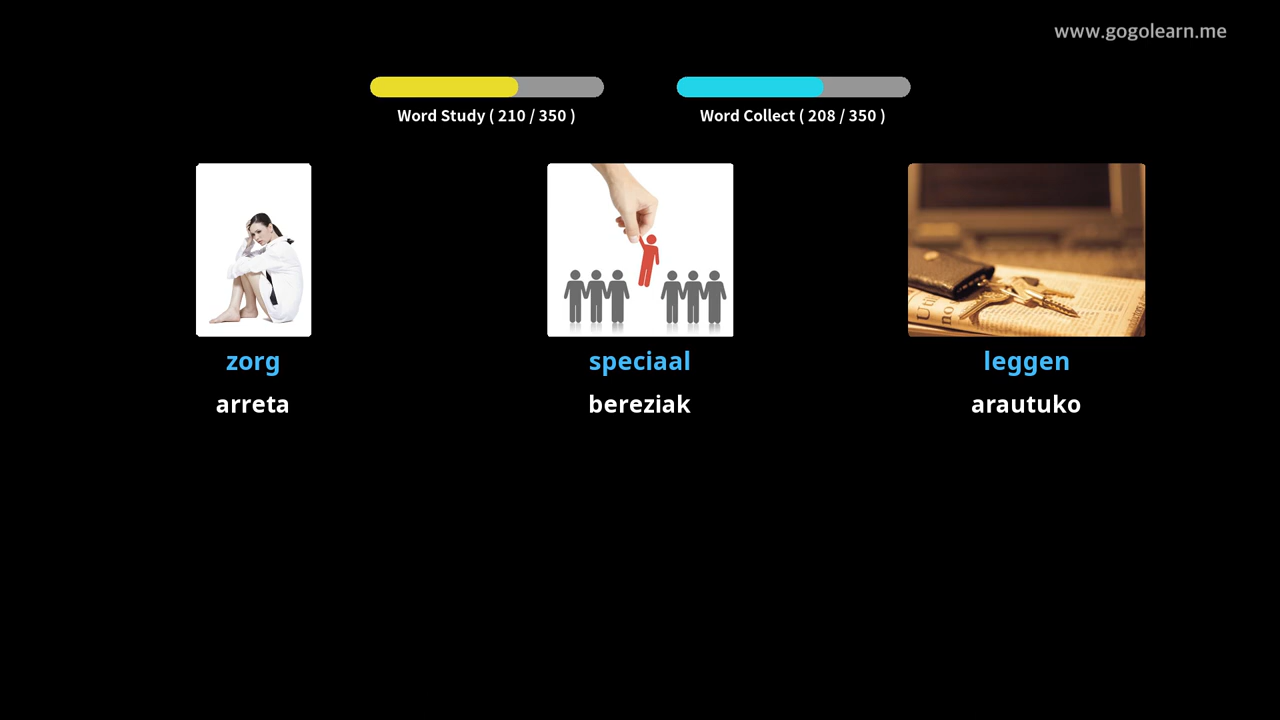 www.gogolearn.me
Word Study ( 210 / 350 )
Word Collect ( 208 / 350 )
zorg
speciaal
leggen
arreta
bereziak
arautuko